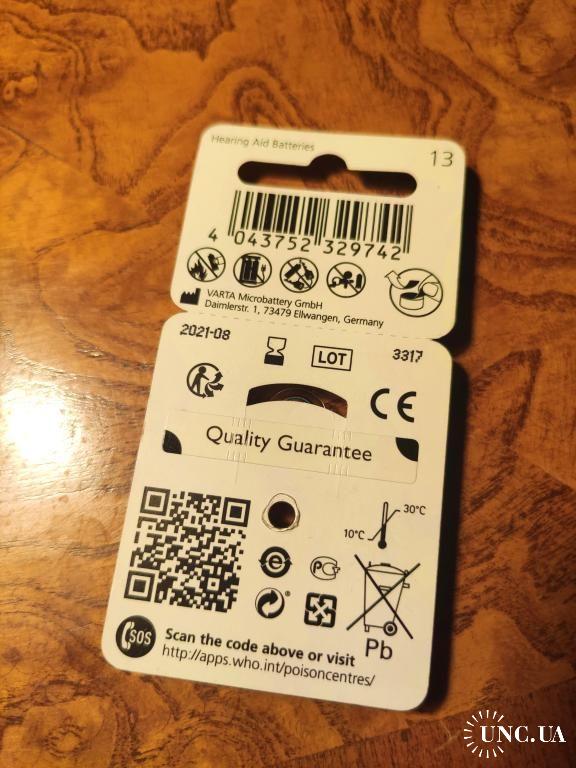 Hearing Aid Batteries
13
4 043752 329742
VARTA Microbattery GmbH
Daimlerstr. 1, 73479 Ellwangen, Germany
2021-08
LOT
3317
CE
Quality Guarantee
30°C
10°C
PC
Pb
SOS
Scan the code above or visit
http://apps.who.int/poisoncentres/
UNC.UA